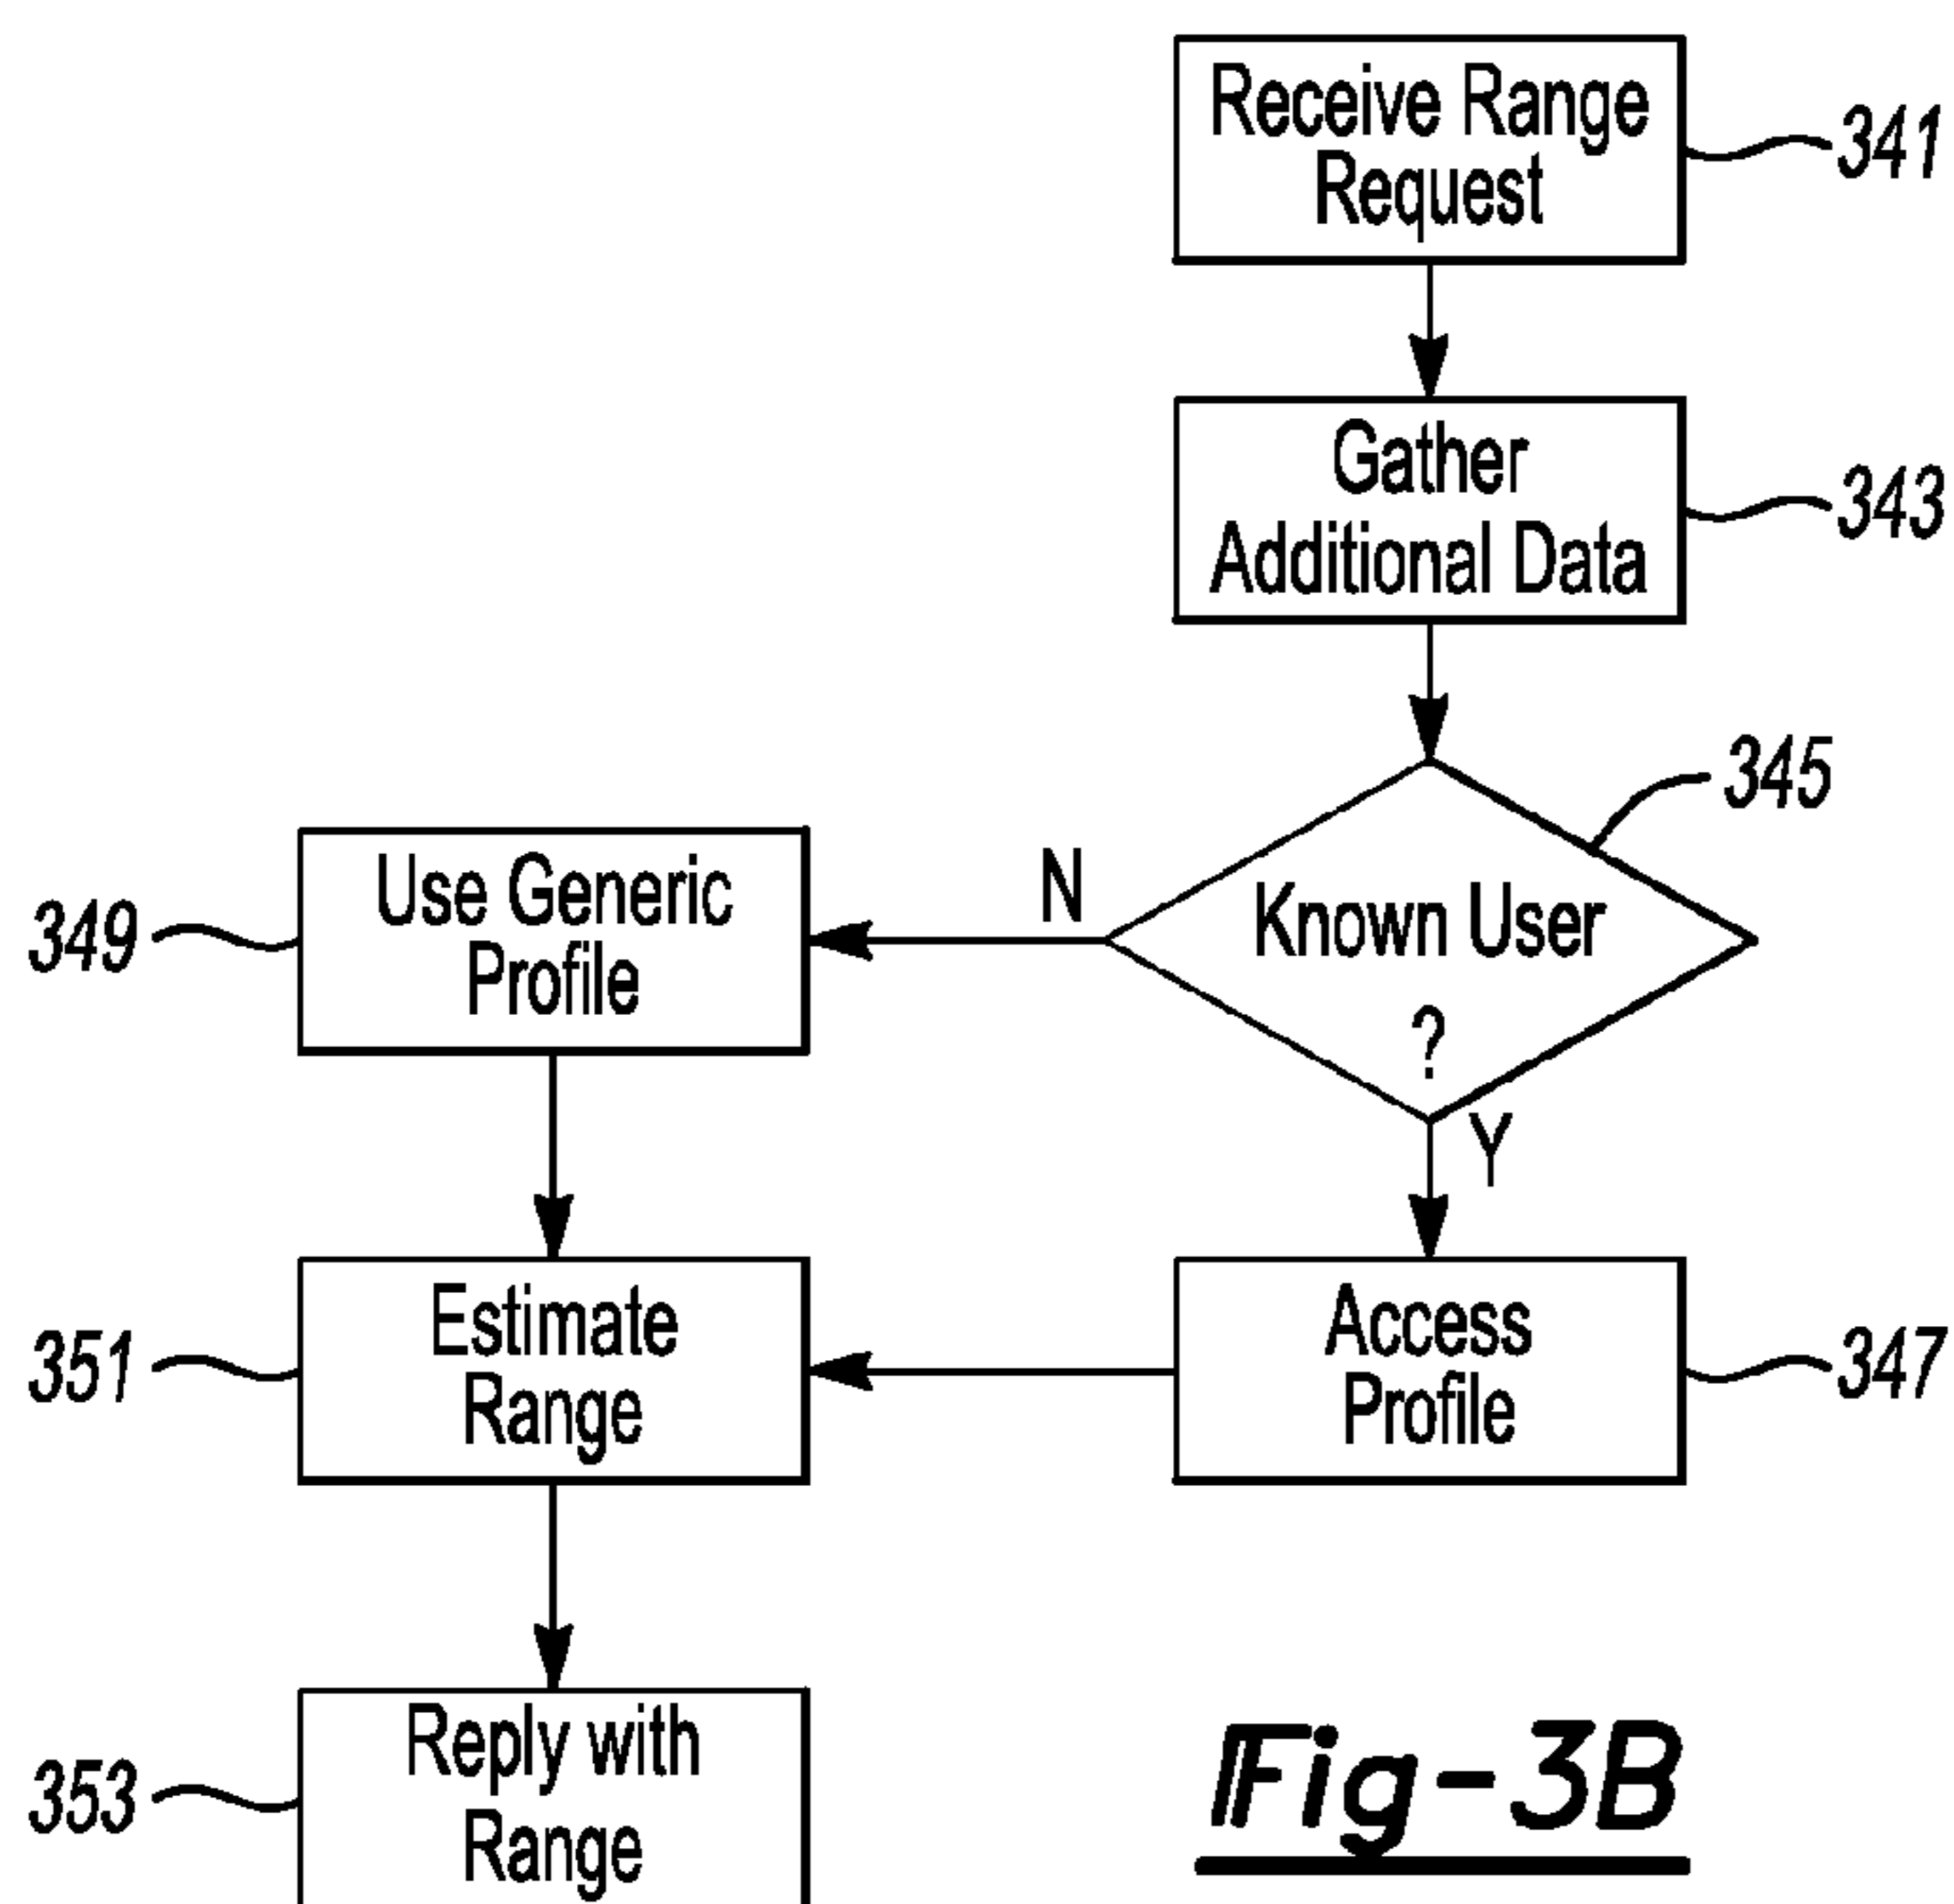 Receive Range
Request
341
Gather
Additional Data
343
345
Known User
?
N
Y
Use Generic
Profile
349
Estimate
Range
351
Access
Profile
347
Reply with
Range
353
Fig-3B